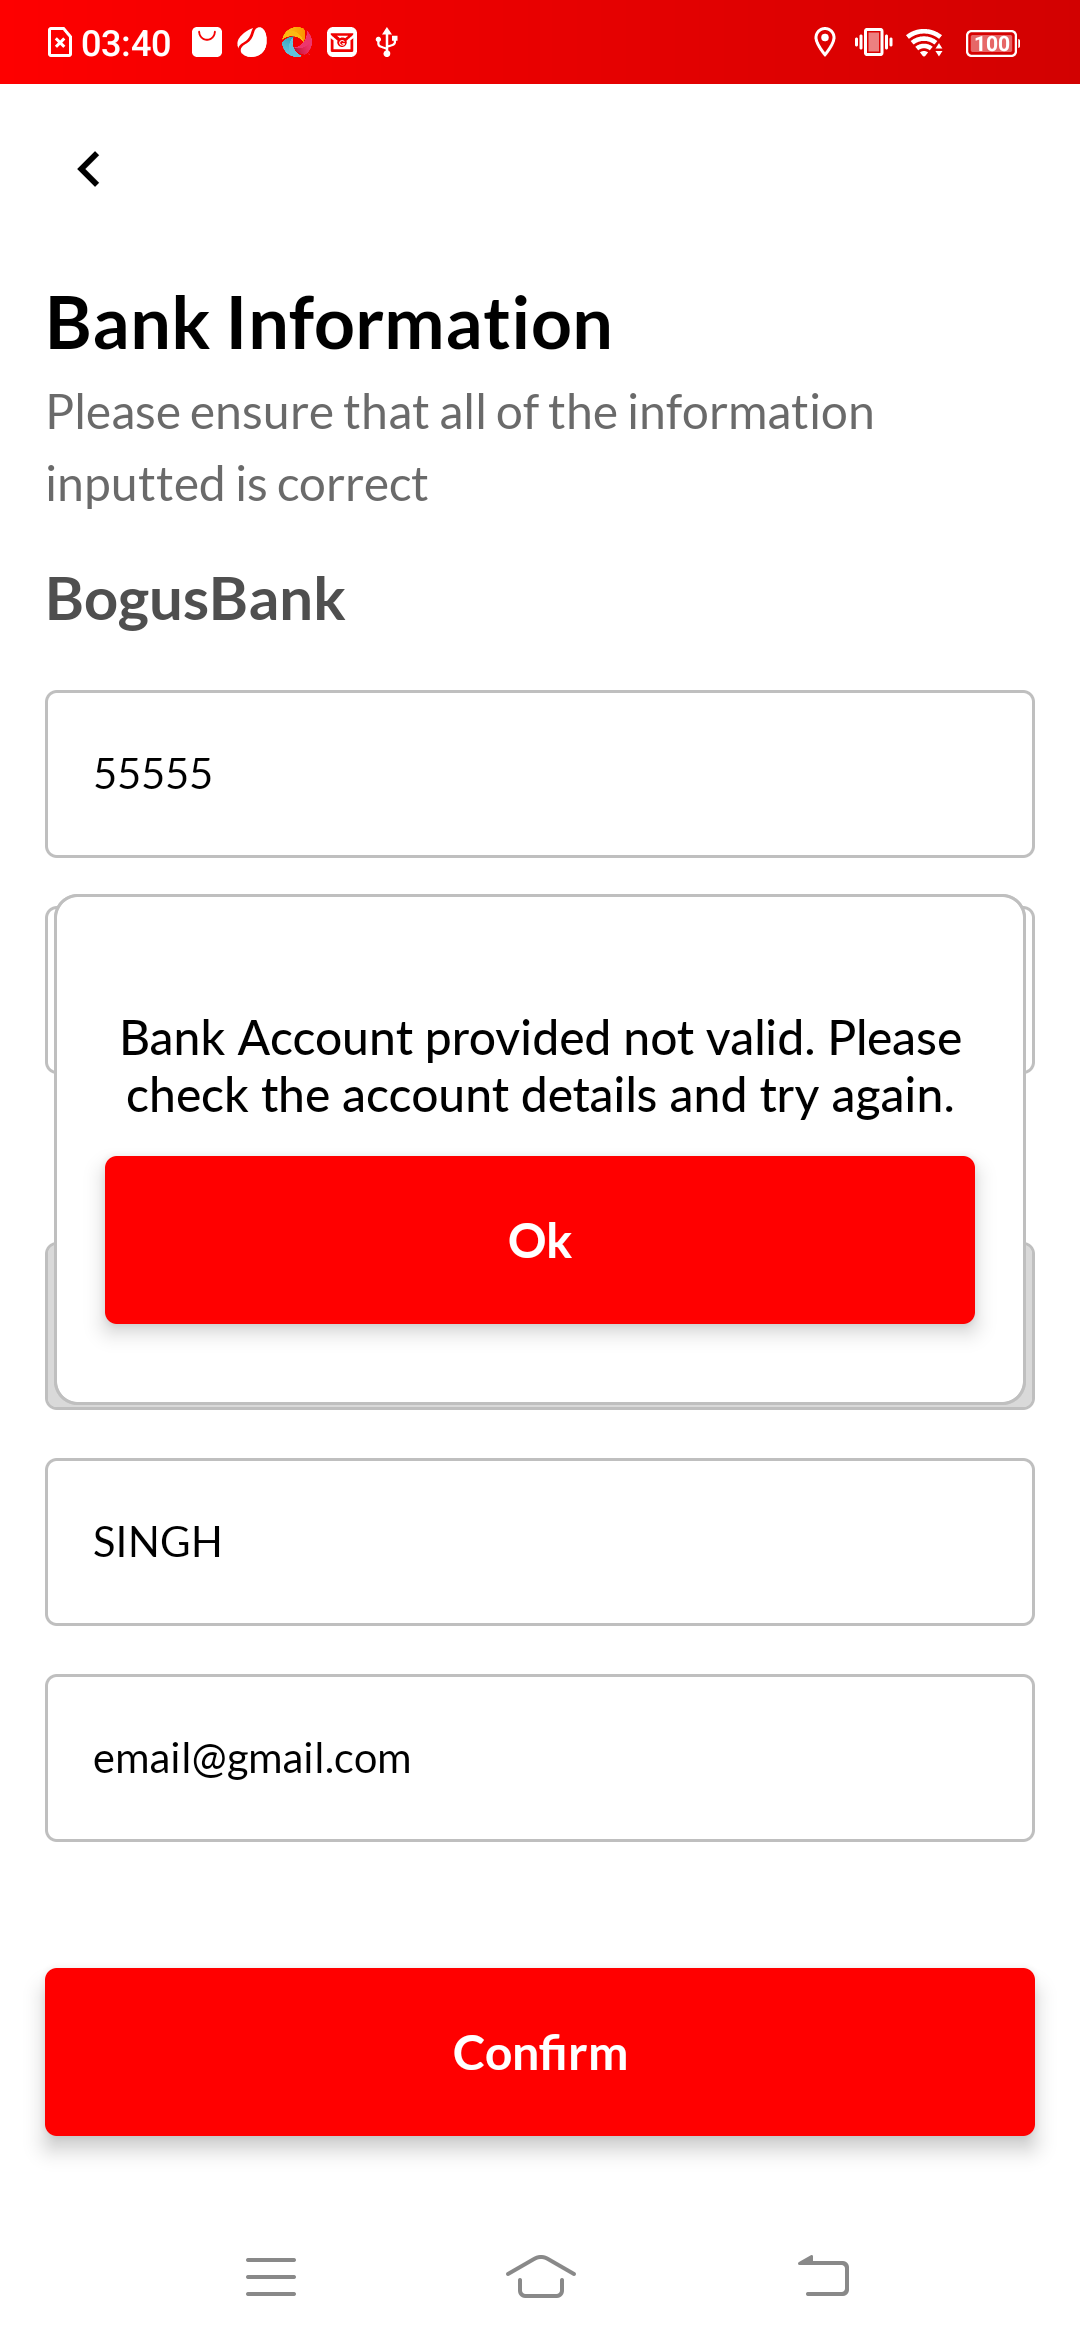 03:40
100
Bank Information
Please ensure that all of the information
inputted is correct
BogusBank
55555
Bank Account provided not valid. Please
check the account details and try again.
Ok
SINGH
email@gmail.com
Confirm